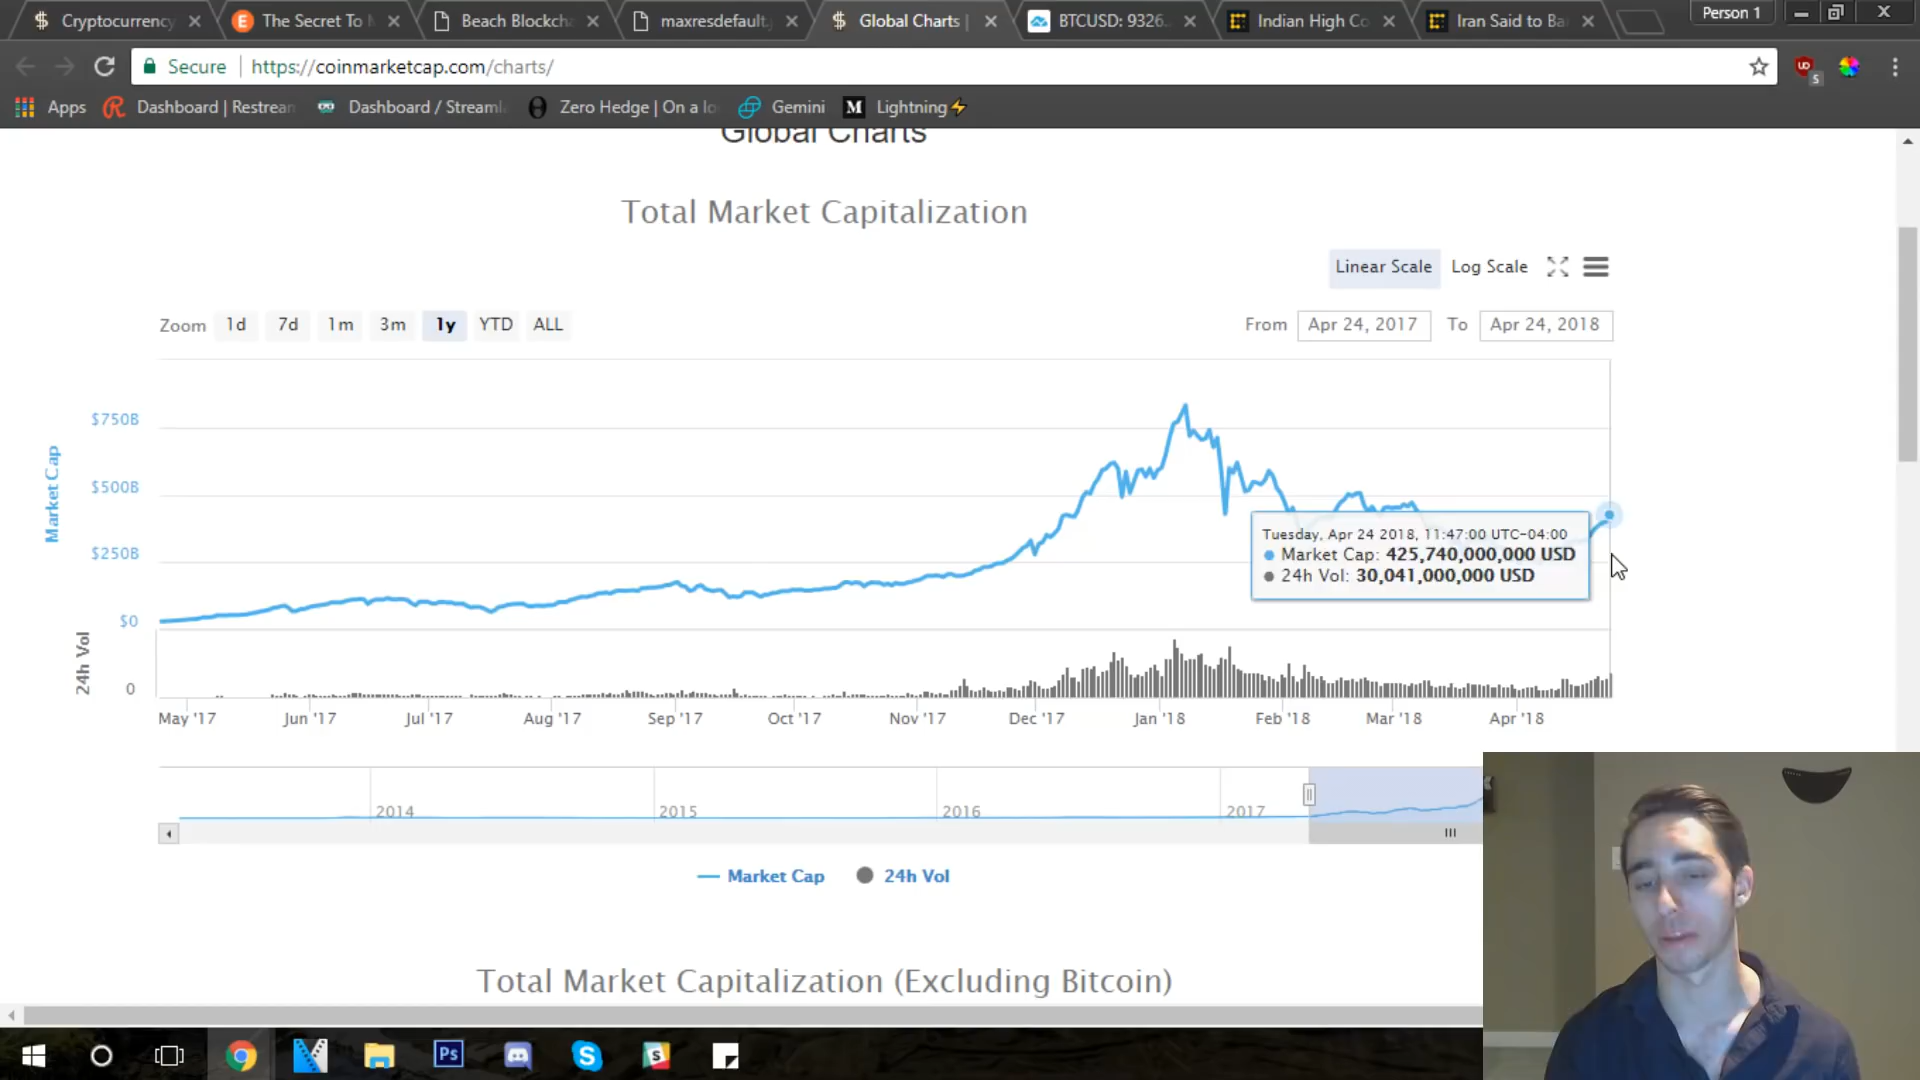 Cryptocurrency
The Secret To M
Beach Blockcha
maxresdefault.
Global Charts |
BTCUSD: 9326.
Indian High Co
Iran Said to Ba
Person 1
Secure
https://coinmarketcap.com/charts/
Apps
Dashboard | Restrean
Dashboard / Streaml
Zero Hedge | On a lo
Gemini
M
Lightning⚡
Global Charts
Total Market Capitalization
Linear Scale
Log Scale
Zoom 1d 7d 1m 3m 1y YTD ALL
From Apr 24, 2017 To Apr 24, 2018
Market Cap
$750B
$500B
$250B
$0
Tuesday, Apr 24 2018, 11:47:00 UTC-04:00
Market Cap: 425,740,000,000 USD
24h Vol: 30,041,000,000 USD
24h Vol
0
May '17 Jun '17 Jul '17 Aug '17 Sep '17 Oct '17 Nov '17 Dec '17 Jan '18 Feb '18 Mar '18 Apr '18
2014 2015 2016 2017
Market Cap
24h Vol
Total Market Capitalization (Excluding Bitcoin)
Ps